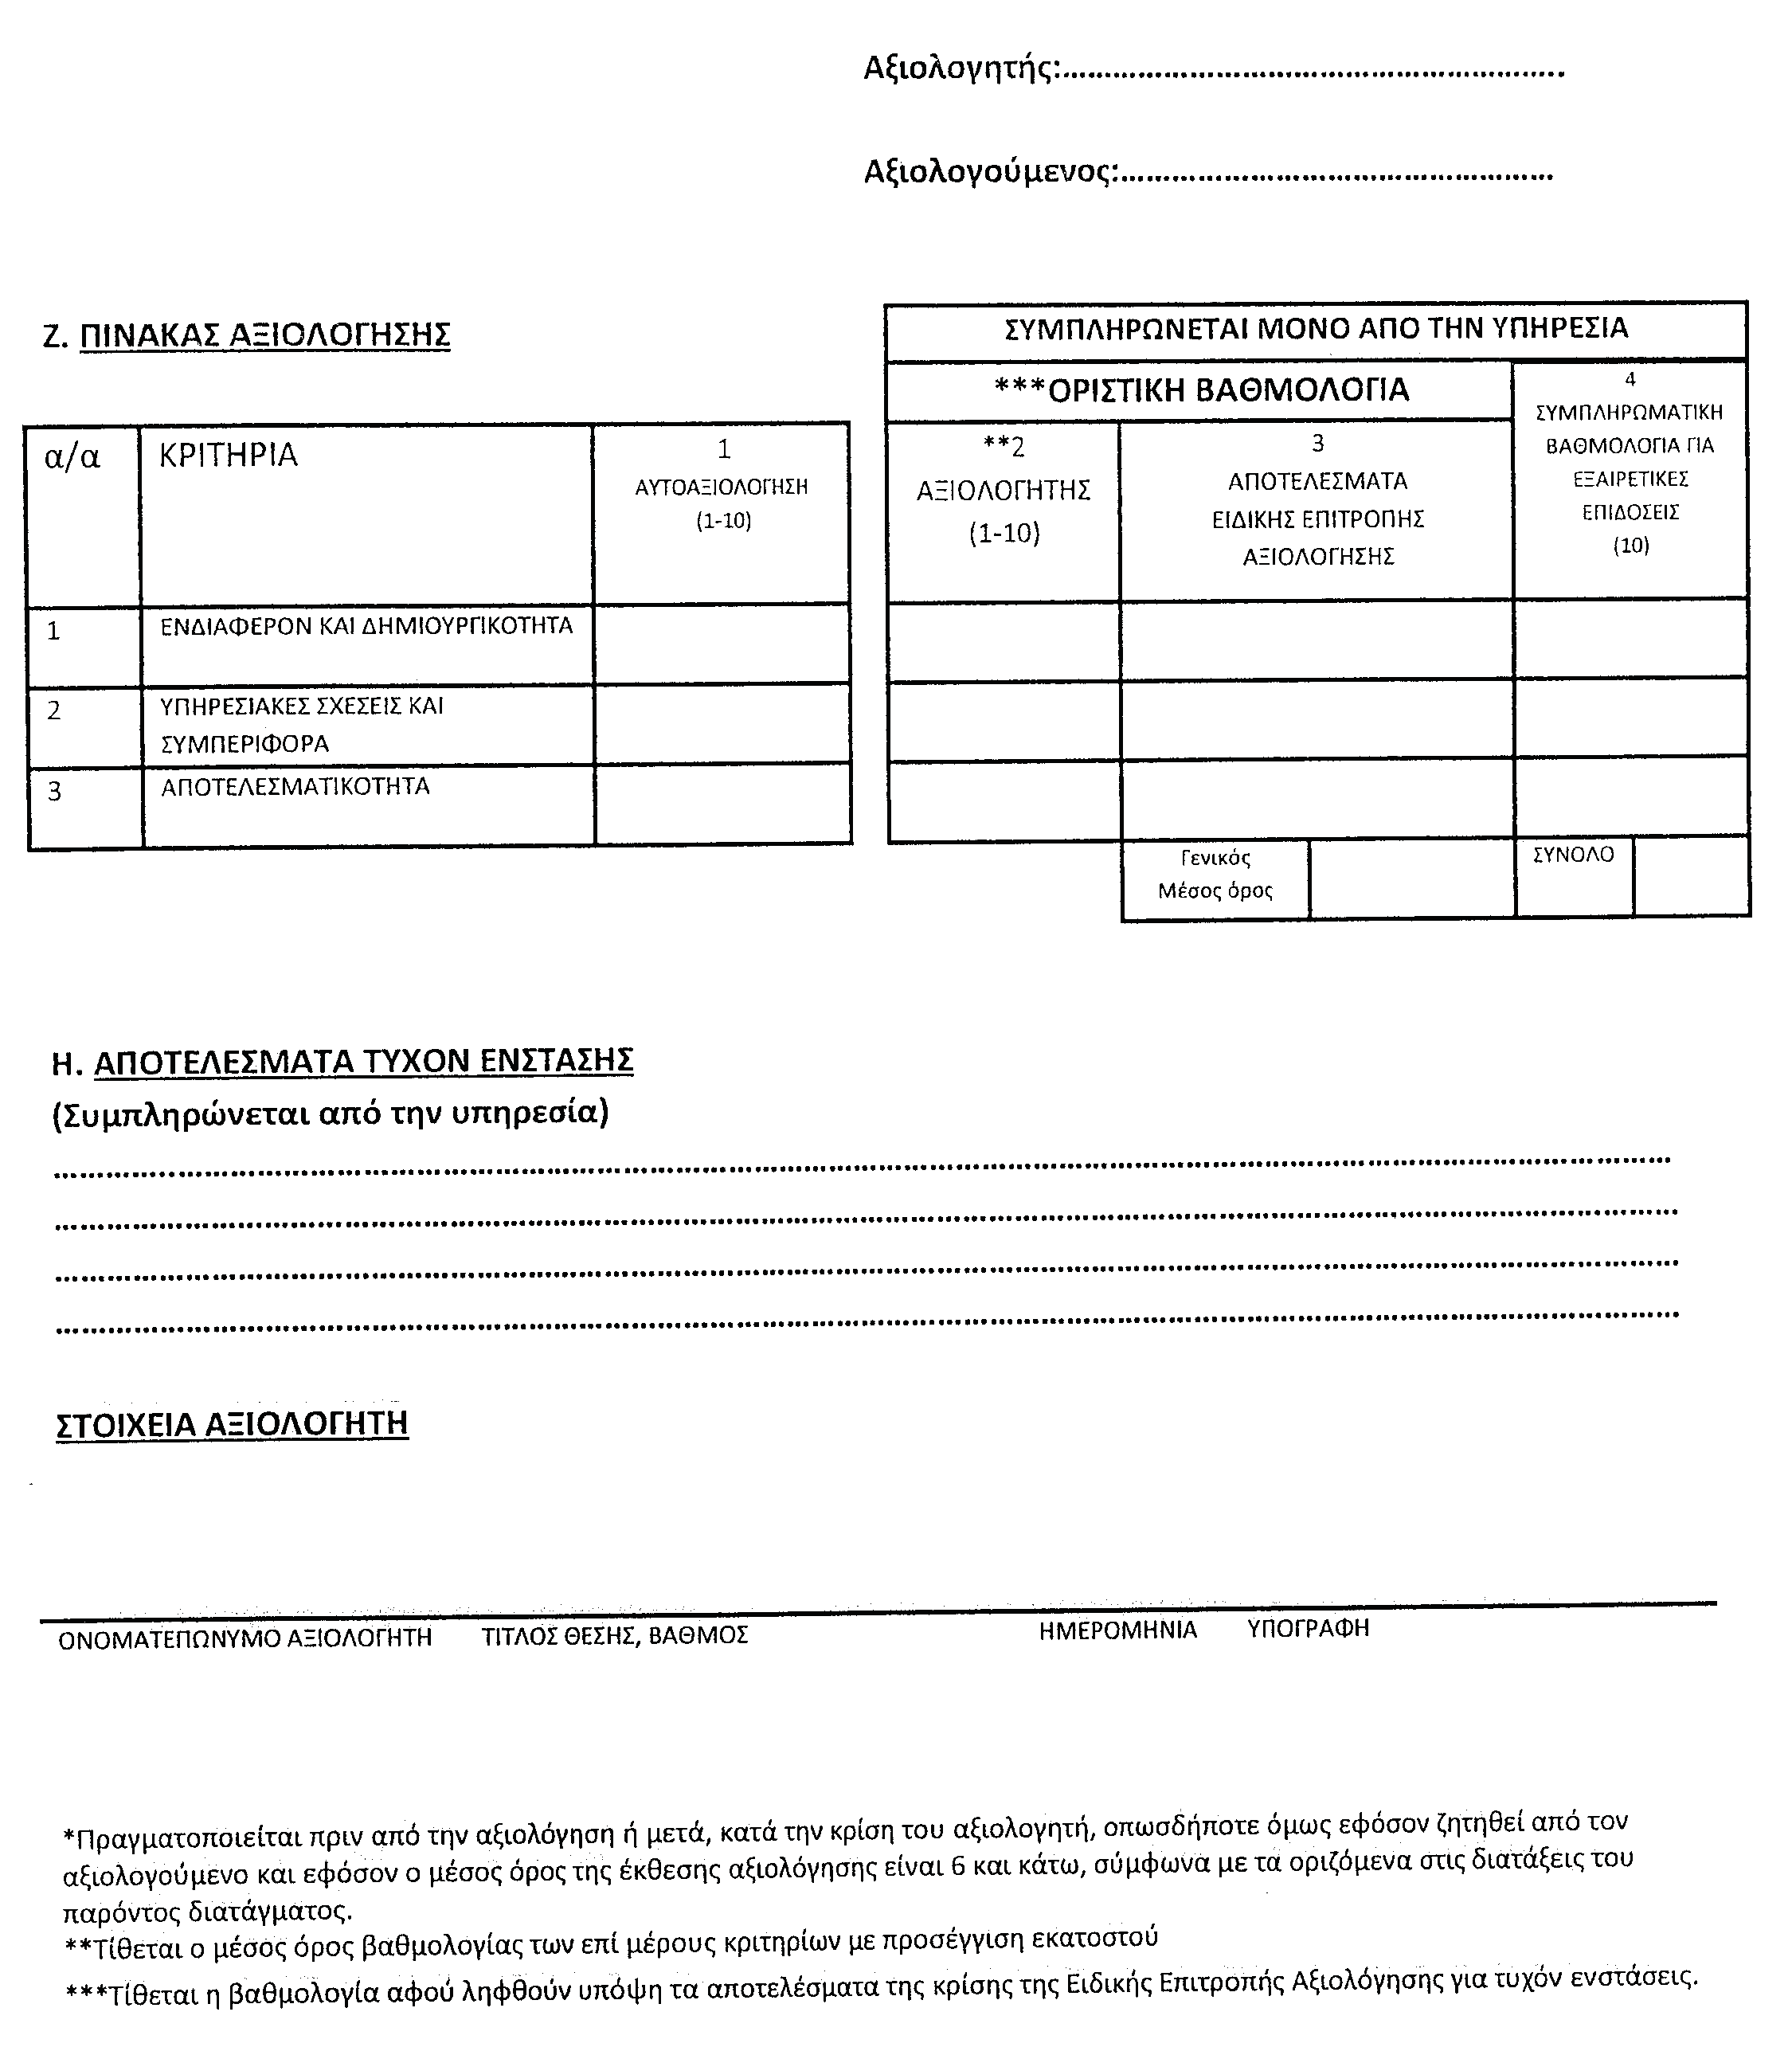 Αξιολογητής:............................................................
Αξιολογούμενος:....................................................
Ζ. ΠΙΝΑΚΑΣ ΑΞΙΟΛΟΓΗΣΗΣ
α/α ΚΡΙΤΗΡΙΑ 1
ΑΥΤΟΑΞΙΟΛΟΓΗΣΗ
(1-10)
1 ΕΝΔΙΑΦΕΡΟΝ ΚΑΙ ΔΗΜΙΟΥΡΓΙΚΟΤΗΤΑ
2 ΥΠΗΡΕΣΙΑΚΕΣ ΣΧΕΣΕΙΣ ΚΑΙ
ΣΥΜΠΕΡΙΦΟΡΑ
3 ΑΠΟΤΕΛΕΣΜΑΤΙΚΟΤΗΤΑ
ΣΥΜΠΛΗΡΩΝΕΤΑΙ ΜΟΝΟ ΑΠΟ ΤΗΝ ΥΠΗΡΕΣΙΑ
***ΟΡΙΣΤΙΚΗ ΒΑΘΜΟΛΟΓΙΑ
**2
ΑΞΙΟΛΟΓΗΤΗΣ
(1-10)
3
ΑΠΟΤΕΛΕΣΜΑΤΑ
ΕΙΔΙΚΗΣ ΕΠΙΤΡΟΠΗΣ
ΑΞΙΟΛΟΓΗΣΗΣ
4
ΣΥΜΠΛΗΡΩΜΑΤΙΚΗ
ΒΑΘΜΟΛΟΓΙΑ ΓΙΑ
ΕΞΑΙΡΕΤΙΚΕΣ
ΕΠΙΔΟΣΕΙΣ
(10)
Γενικός
Μέσος όρος
ΣΥΝΟΛΟ
Η. ΑΠΟΤΕΛΕΣΜΑΤΑ ΤΥΧΟΝ ΕΝΣΤΑΣΗΣ
(Συμπληρώνεται από την υπηρεσία)
ΣΤΟΙΧΕΙΑ ΑΞΙΟΛΟΓΗΤΗ
ΟΝΟΜΑΤΕΠΩΝΥΜΟ ΑΞΙΟΛΟΓΗΤΗ ΤΙΤΛΟΣ ΘΕΣΗΣ, ΒΑΘΜΟΣ ΗΜΕΡΟΜΗΝΙΑ ΥΠΟΓΡΑΦΗ
*Πραγματοποιείται πριν από την αξιολόγηση ή μετά, κατά την κρίση του αξιολογητή, οπωσδήποτε όμως εφόσον ζητηθεί από τον
αξιολογούμενο και εφόσον ο μέσος όρος της έκθεσης αξιολόγησης είναι 6 και κάτω, σύμφωνα με τα οριζόμενα στις διατάξεις του
παρόντος διατάγματος.
**Τίθεται ο μέσος όρος βαθμολογίας των επί μέρους κριτηρίων με προσέγγιση εκατοστού
***Τίθεται η βαθμολογία αφού ληφθούν υπόψη τα αποτελέσματα της κρίσης της Ειδικής Επιτροπής Αξιολόγησης για τυχόν ενστάσεις.